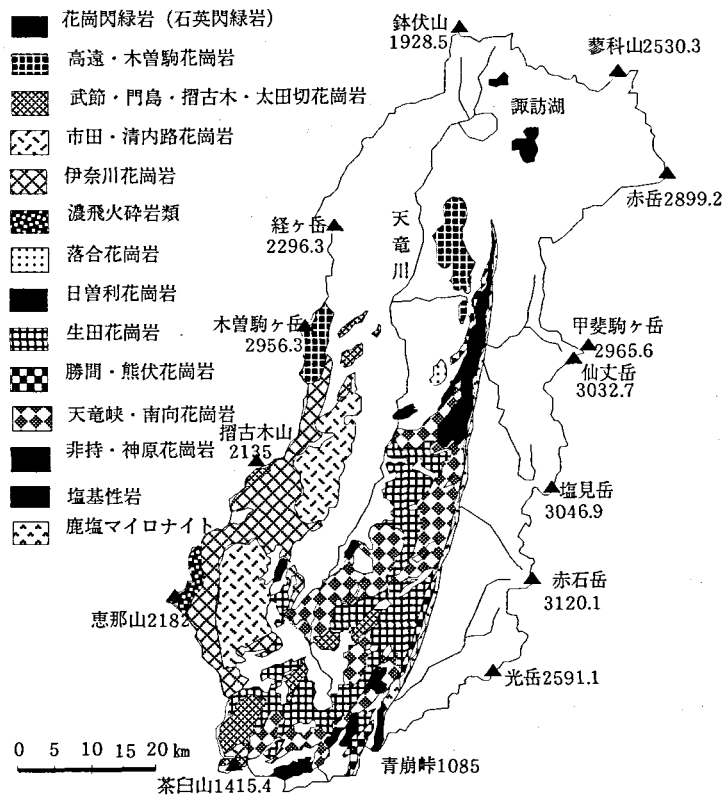 花崗閃緑岩（石英閃緑岩）
高遠・木曽駒花崗岩
武節・門島・摺古木・太田切花崗岩
市田・清内路花崗岩
伊奈川花崗岩
濃飛火砕岩類
落合花崗岩
日曽利花崗岩
生田花崗岩
勝間・熊伏花崗岩
天竜峡・南向花崗岩
非持・神原花崗岩
塩基性岩
鹿塩マイロナイト
鉢伏山
1928.5
蓼科山2530.3
諏訪湖
赤岳2899.2
経ヶ岳
2296.3
天竜川
木曽駒ヶ岳
2956.3
甲斐駒ヶ岳
2965.6
仙丈岳
3032.7
摺古木山
2135
塩見岳
3046.9
赤石岳
3120.1
恵那山2182
光岳2591.1
青崩峠1085
茶臼山1415.4
0 5 10 15 20 km